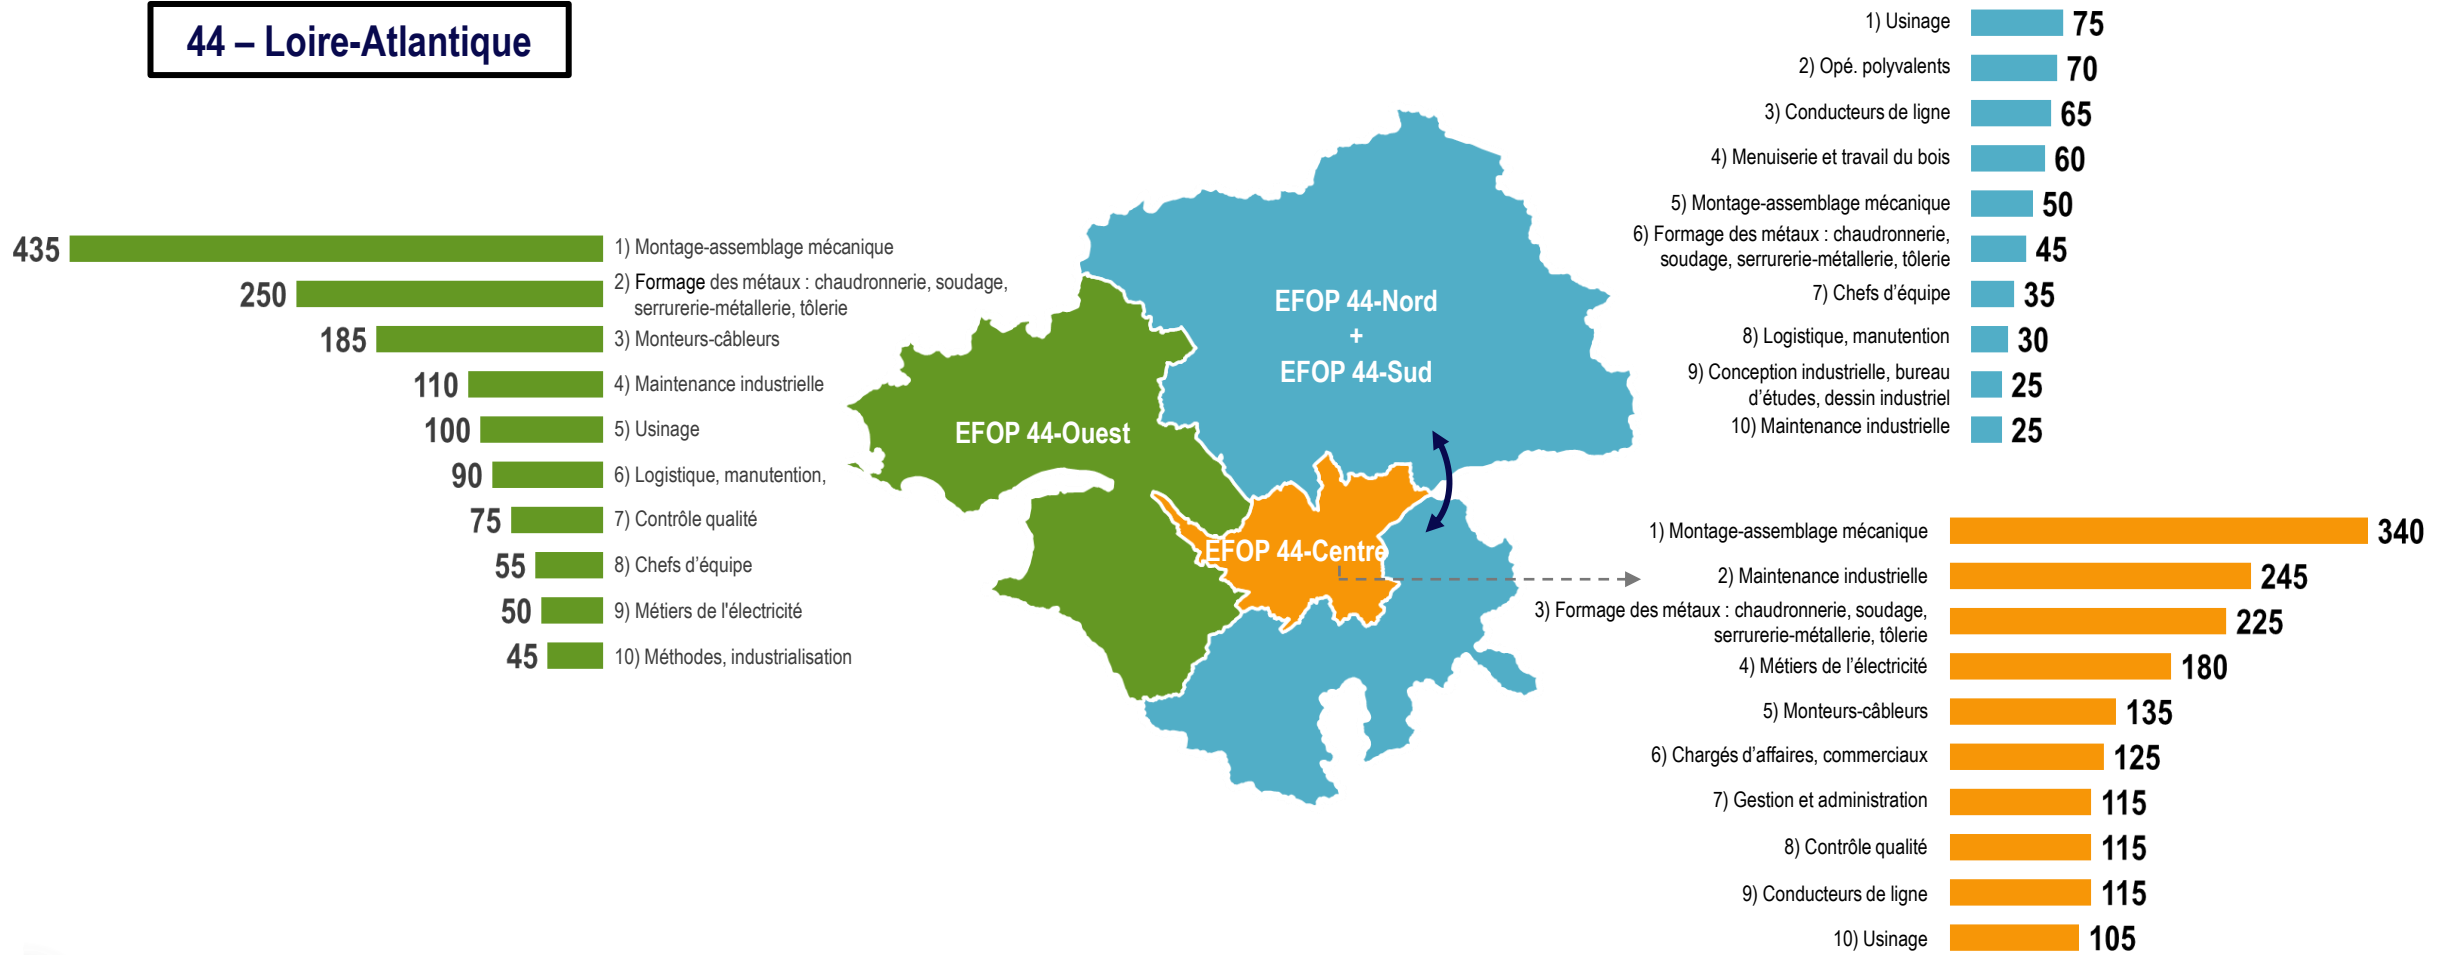 44 – Loire-Atlantique
435 1) Montage-assemblage mécanique
250 2) Formage des métaux : chaudronnerie, soudage,
serrurerie-métallerie, tôlerie
185 3) Monteurs-câbleurs
110 4) Maintenance industrielle
100 5) Usinage
90 6) Logistique, manutention,
75 7) Contrôle qualité
55 8) Chefs d'équipe
50 9) Métiers de l'électricité
45 10) Méthodes, industrialisation
EFOP 44-Ouest
EFOP 44-Nord
+
EFOP 44-Sud
EFOP 44-Centre
1) Usinage 75
2) Opé. polyvalents 70
3) Conducteurs de ligne 65
4) Menuiserie et travail du bois 60
5) Montage-assemblage mécanique 50
6) Formage des métaux : chaudronnerie,
soudage, serrurerie-métallerie, tôlerie 45
7) Chefs d’équipe 35
8) Logistique, manutention 30
9) Conception industrielle, bureau
d’études, dessin industriel 25
10) Maintenance industrielle 25
1) Montage-assemblage mécanique 340
2) Maintenance industrielle 245
3) Formage des métaux : chaudronnerie, soudage,
serrurerie-métallerie, tôlerie 225
4) Métiers de l’électricité 180
5) Monteurs-câbleurs 135
6) Chargés d’affaires, commerciaux 125
7) Gestion et administration 115
8) Contrôle qualité 115
9) Conducteurs de ligne 115
10) Usinage 105